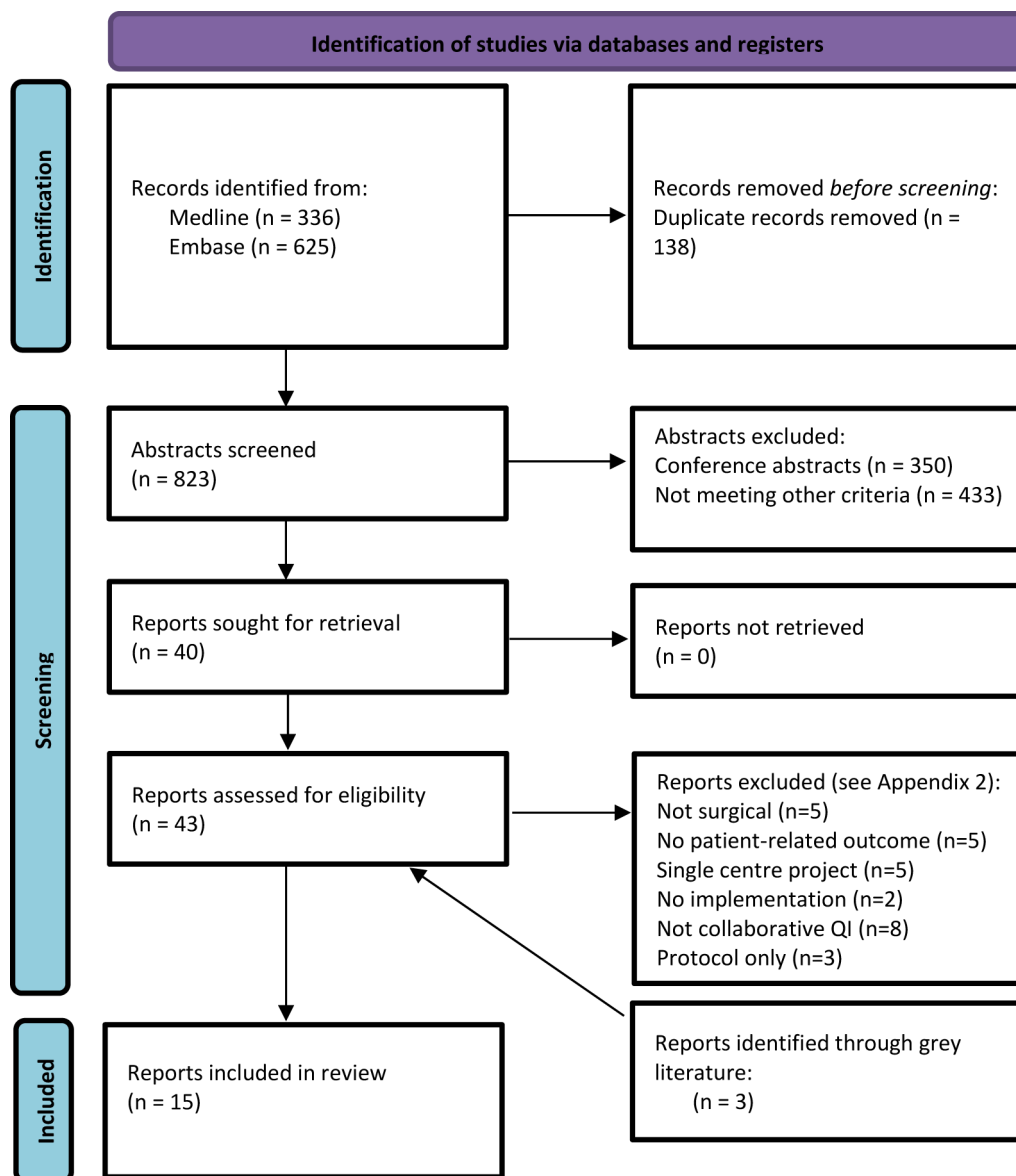 Identification of studies via databases and registers
Identification
Records identified from:
Medline (n = 336)
Embase (n = 625)
Records removed before screening:
Duplicate records removed (n =
138)
Screening
Abstracts screened
(n = 823)
Abstracts excluded:
Conference abstracts (n = 350)
Not meeting other criteria (n = 433)
Reports sought for retrieval
(n = 40)
Reports not retrieved
(n = 0)
Reports assessed for eligibility
(n = 43)
Reports excluded (see Appendix 2):
Not surgical (n=5)
No patient-related outcome (n=5)
Single centre project (n=5)
No implementation (n=2)
Not collaborative QI (n=8)
Protocol only (n=3)
Included
Reports included in review
(n = 15)
Reports identified through grey
literature:
(n = 3)